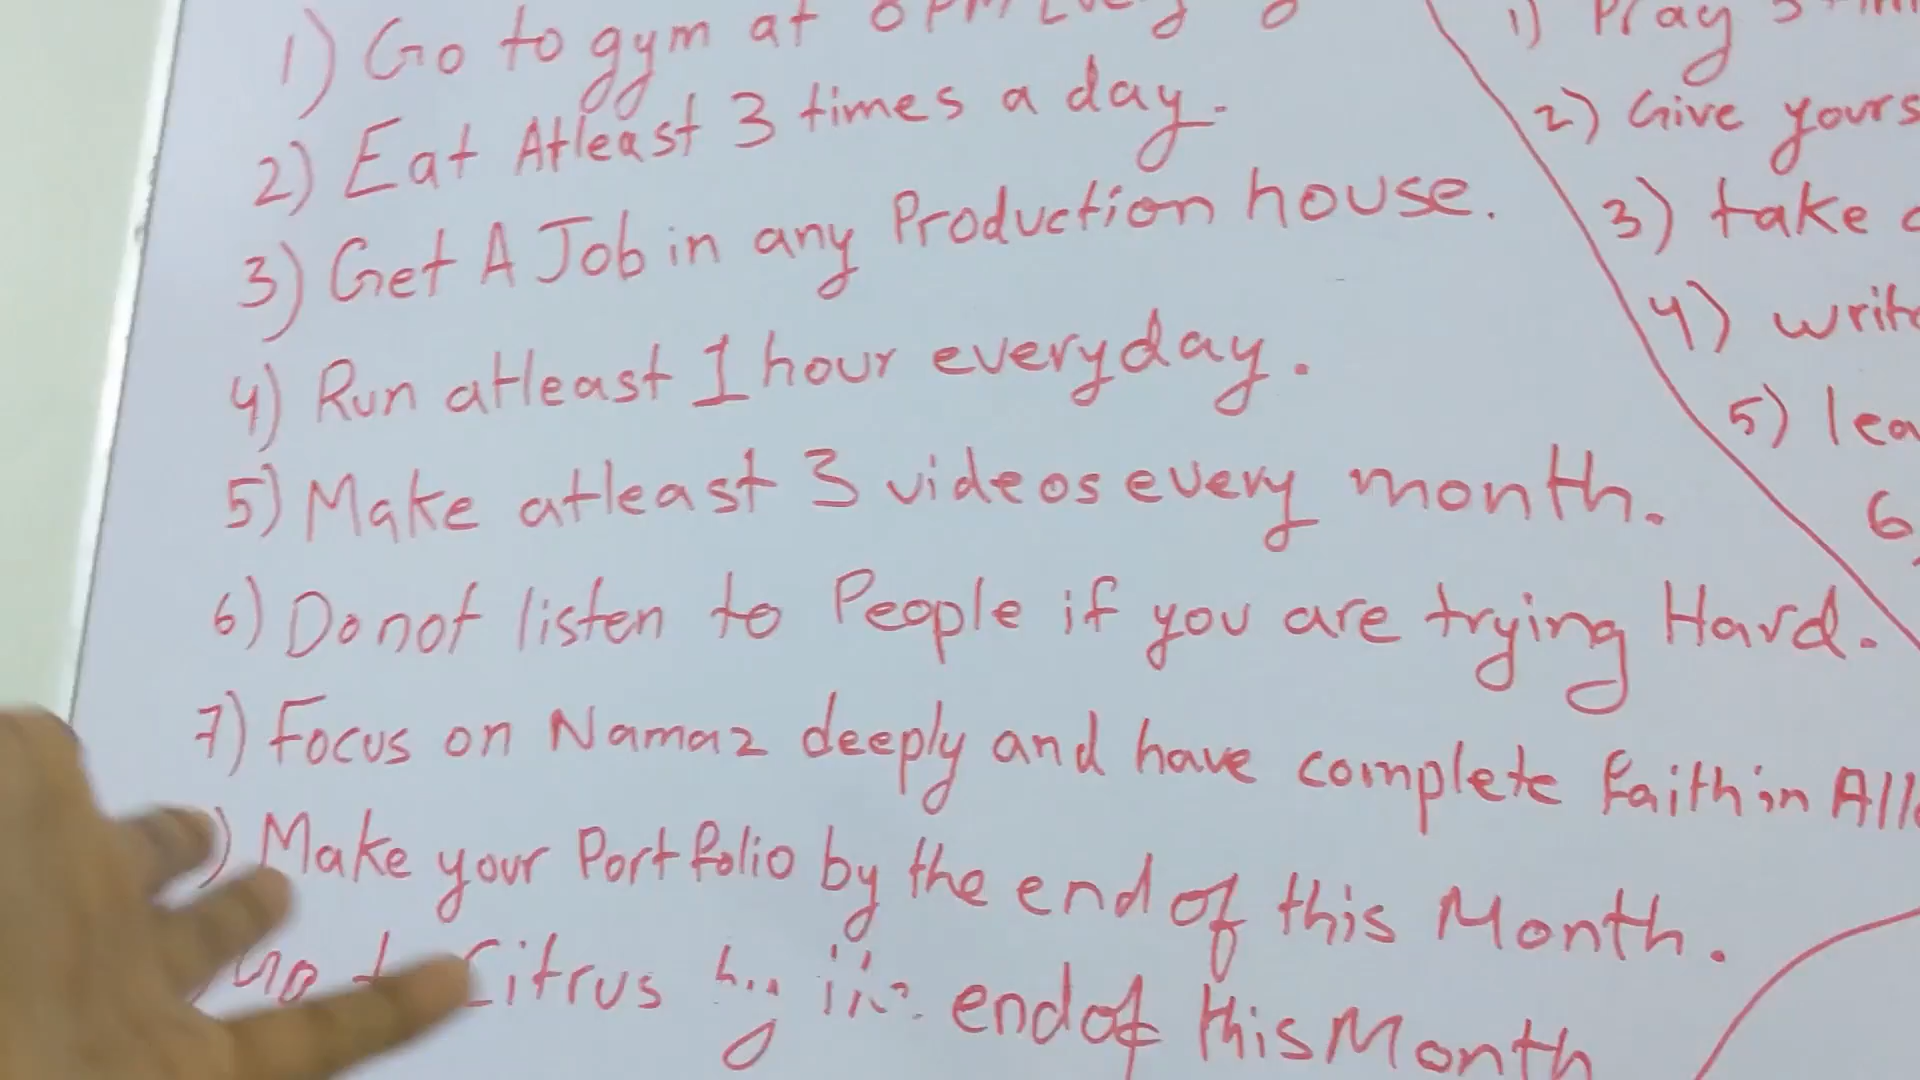 1) Go to gym at
2) Eat Atleast 3 times a day.
3) Get A Job in any Production house.
4) Run atleast 1 hour everyday.
5) Make atleast 3 videos every month.
6) Do not listen to People if you are trying Hard.
7) Focus on Namaz deeply and have complete Faith in
) Make your Portfolio by the end of this Month.
Citrus end of this Month
1) Pray
2) Give
3) take
4)
5)
6